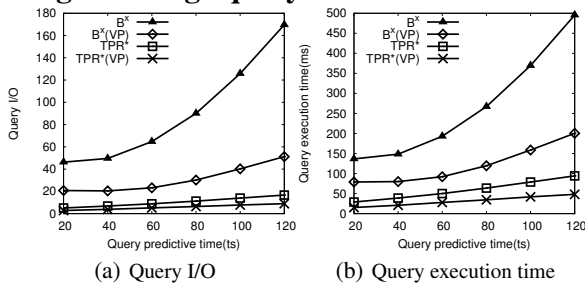 180
160
140
120
100
80
60
40
20
0
Query I/O
B^x
B^x(VP)
TPR*
TPR*(VP)
20 40 60 80 100 120
Query predictive time(ts)
(a) Query I/O
500
450
400
350
300
250
200
150
100
50
0
Query execution time(ms)
B^x
B^x(VP)
TPR*
TPR*(VP)
20 40 60 80 100 120
Query predictive time(ts)
(b) Query execution time